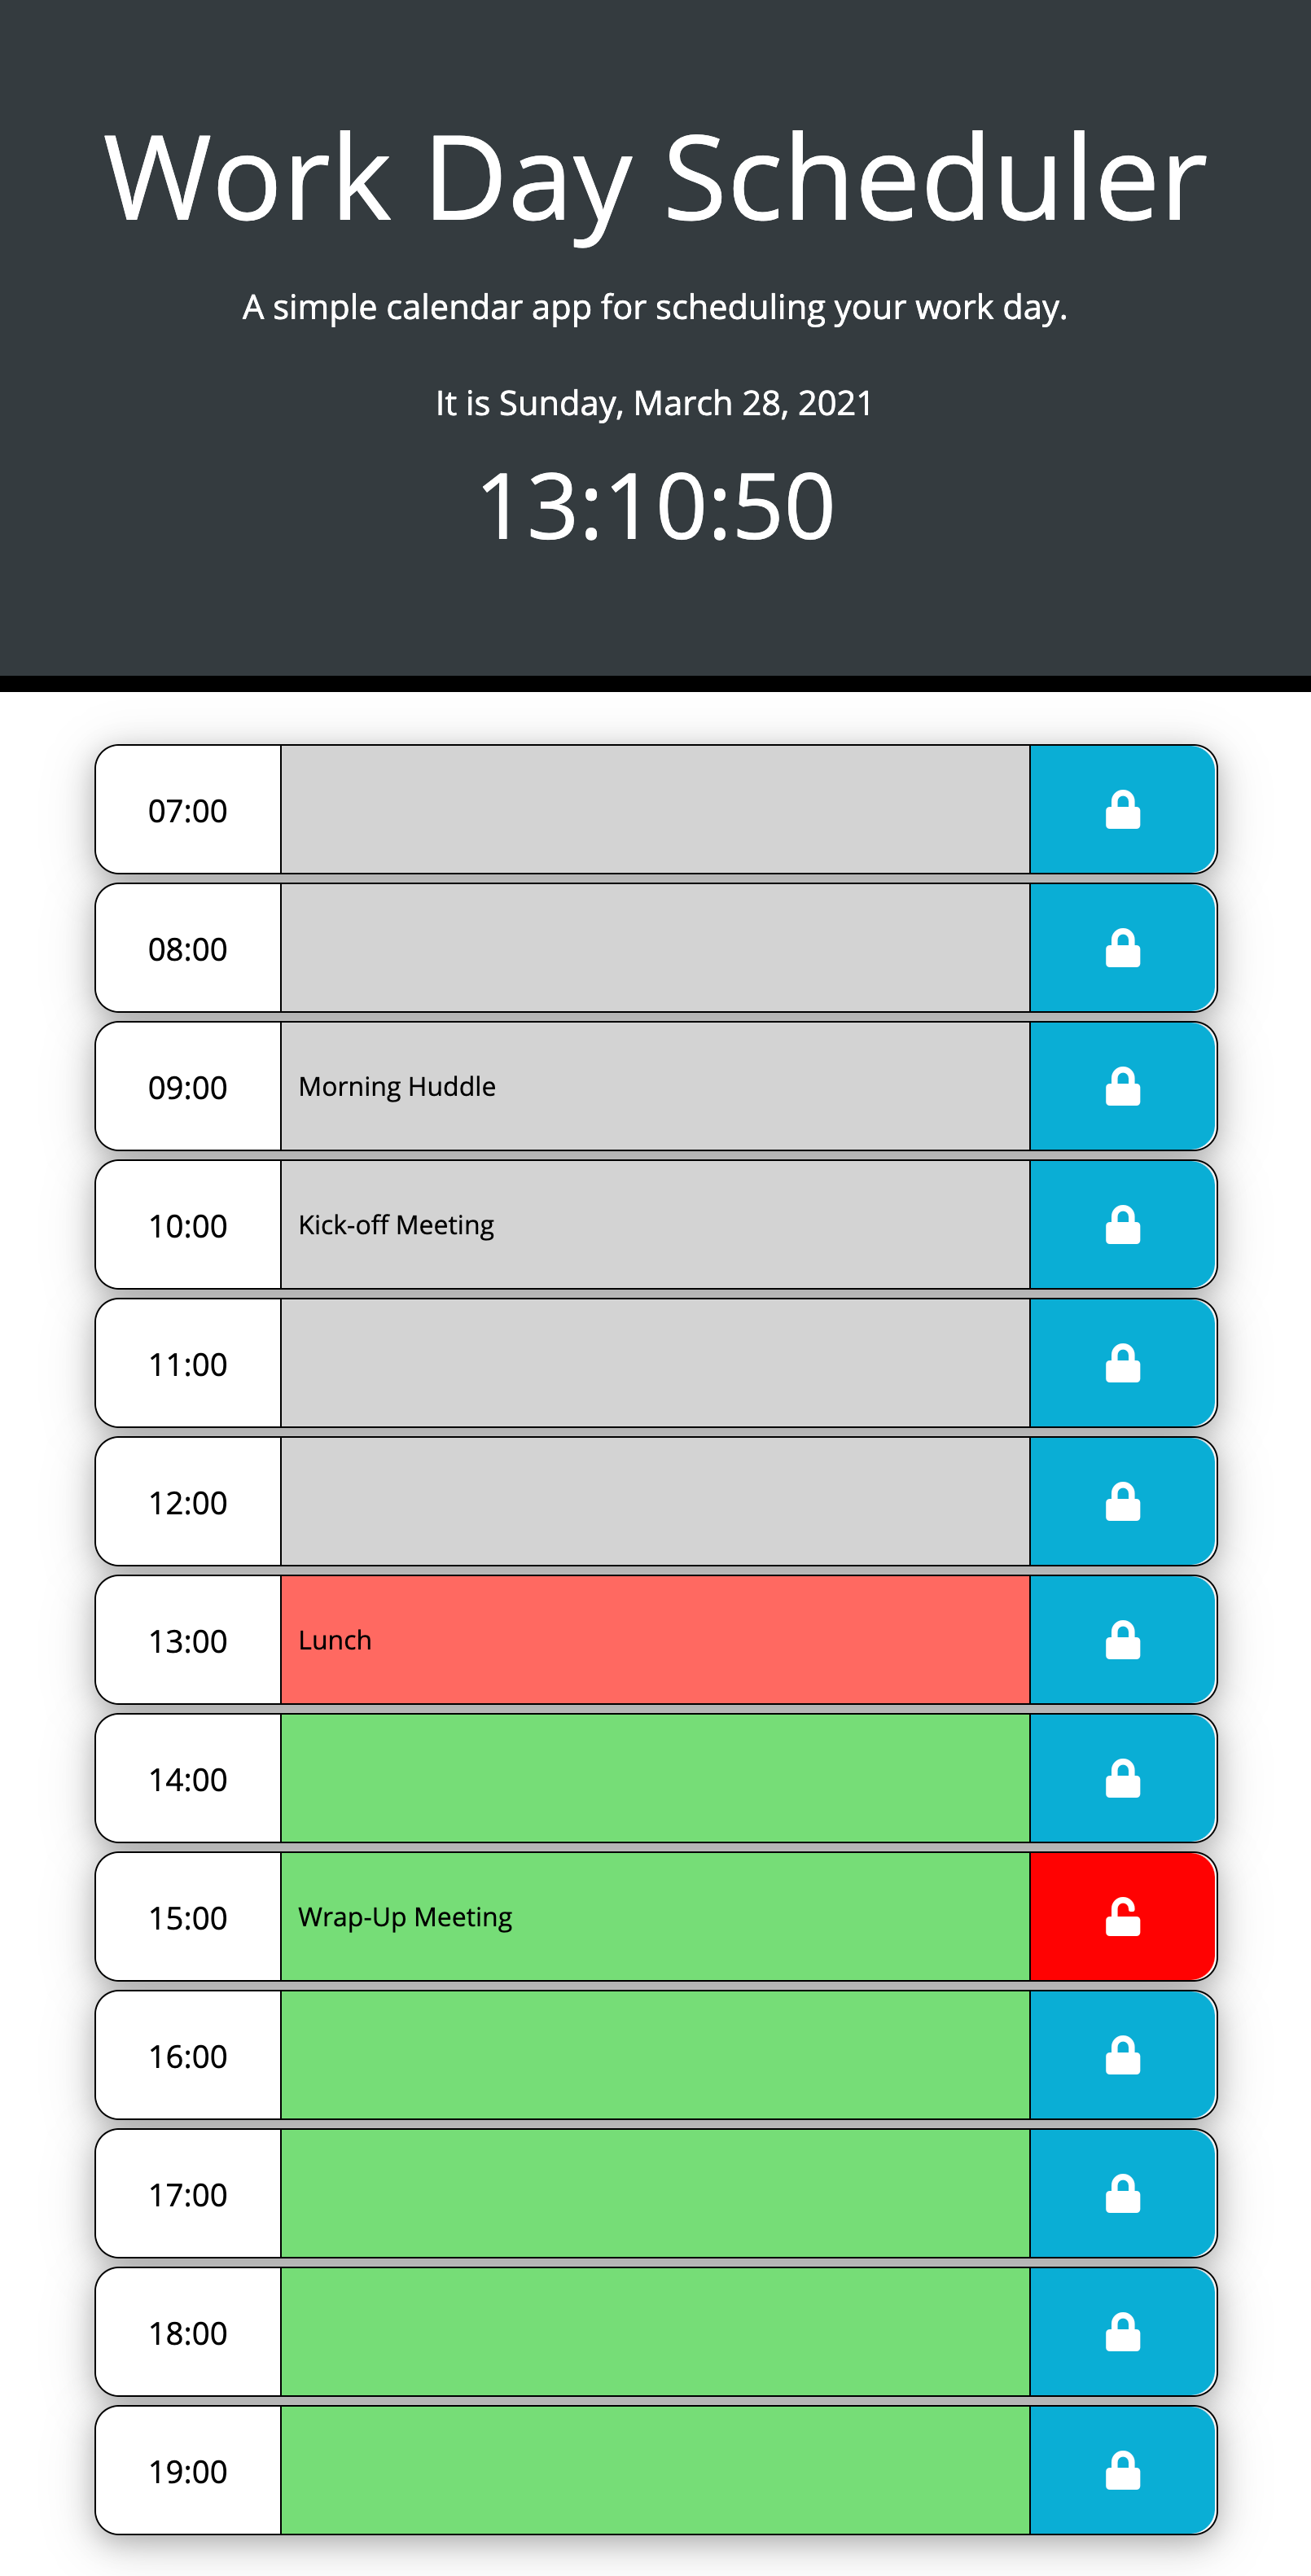 Work Day Scheduler
A simple calendar app for scheduling your work day.
It is Sunday, March 28, 2021
13:10:50
07:00
08:00
09:00 Morning Huddle
10:00 Kick-off Meeting
11:00
12:00
13:00 Lunch
14:00
15:00 Wrap-Up Meeting
16:00
17:00
18:00
19:00